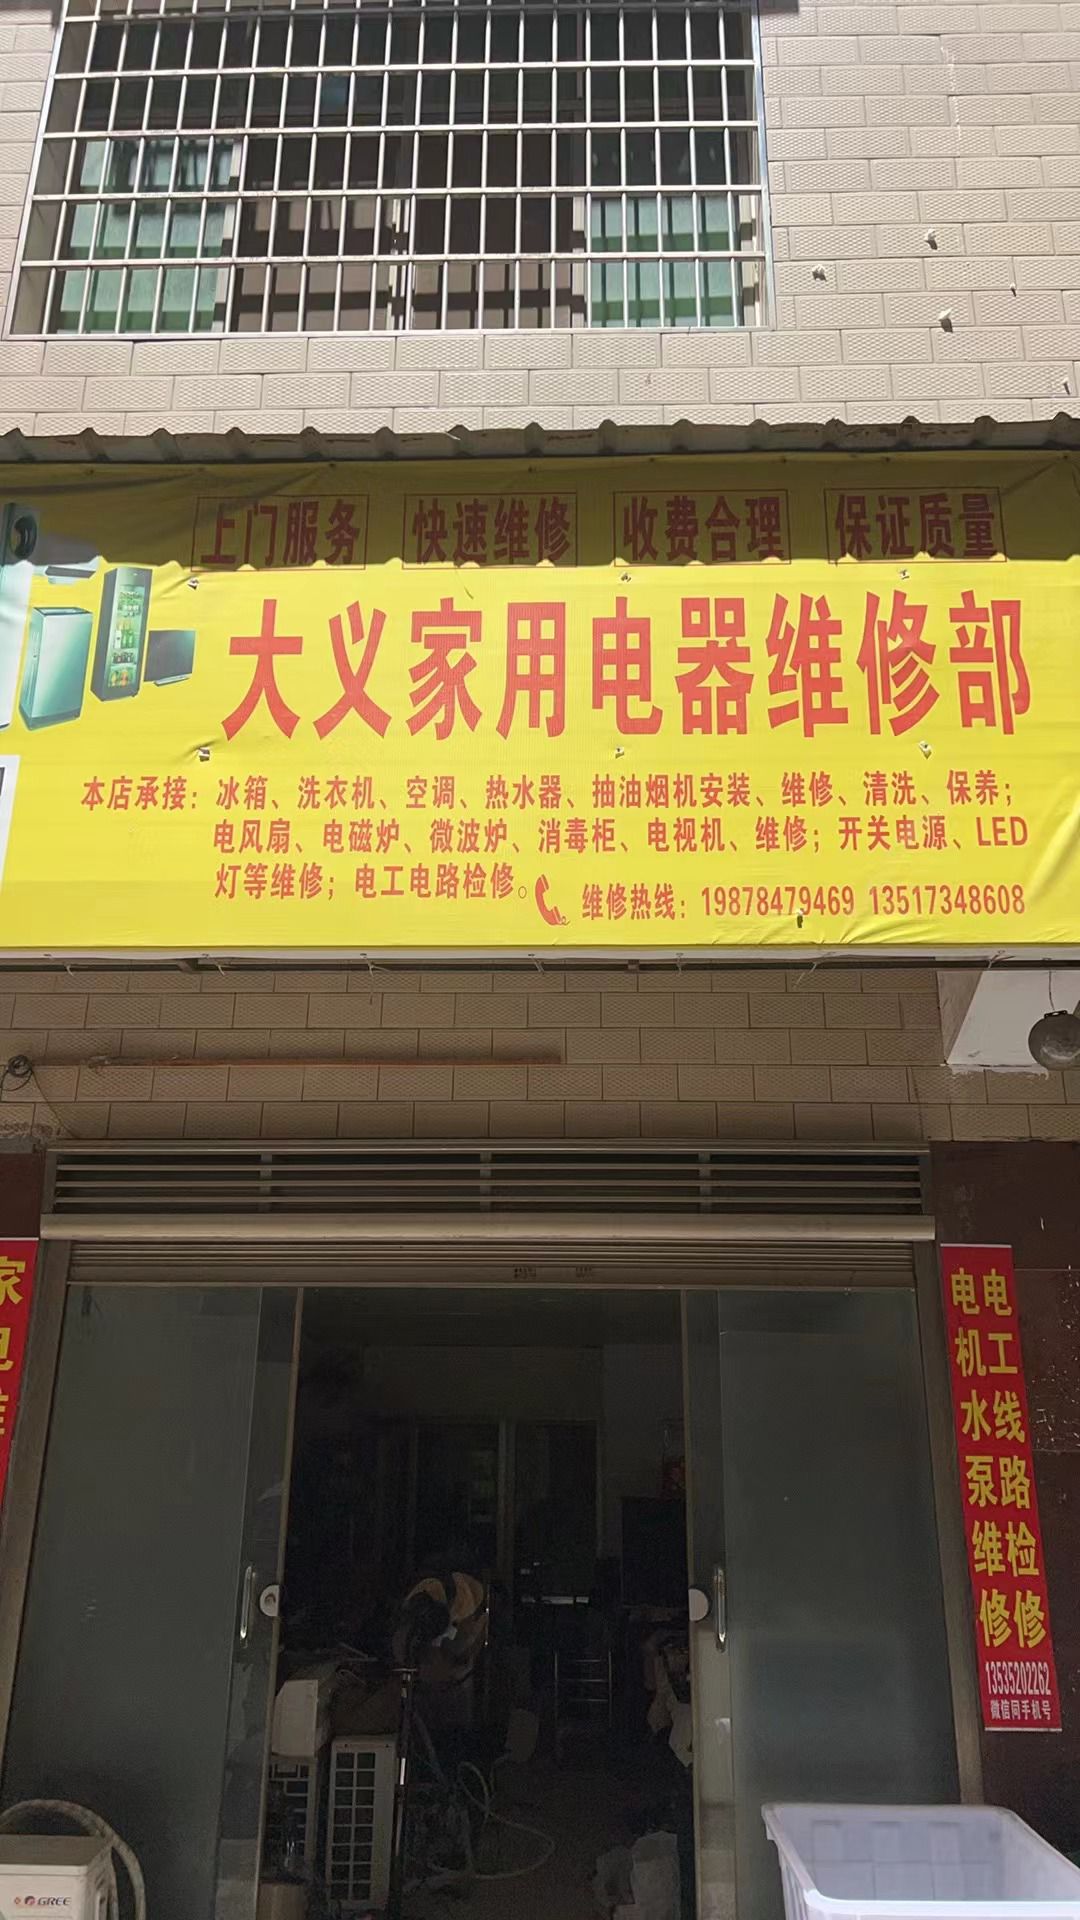 上门服务 快速维修 收费合理 保证质量
大义家用电器维修部
本店承接：冰箱、洗衣机、空调、热水器、抽油烟机安装、维修、清洗、保养；
电风扇、电磁炉、微波炉、消毒柜、电视机、维修；开关电源、LED
灯等维修；电工电路检修。
维修热线：19878479469 13517348608
家
电工线路检修
电机水泵维修
13535202262
微信同手机号
GREE